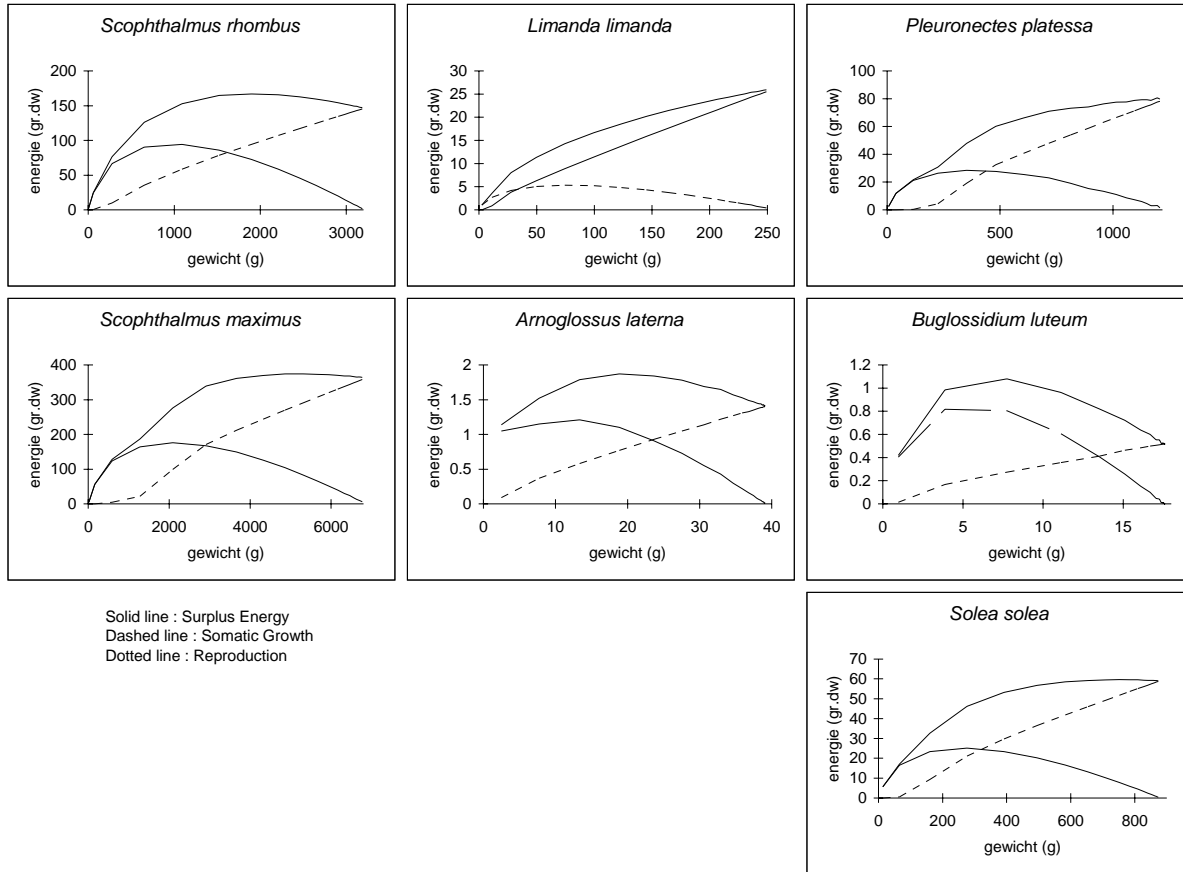 Scophthalmus rhombus
200
150
100
50
0
energie (gr.dw)
0 1000 2000 3000
gewicht (g)
Limanda limanda
30
25
20
15
10
5
0
energie (gr.dw)
0 50 100 150 200 250
gewicht (g)
Pleuronectes platessa
100
80
60
40
20
0
energie (gr.dw)
0 500 1000
gewicht (g)
Scophthalmus maximus
400
300
200
100
0
energie (gr.dw)
0 2000 4000 6000
gewicht (g)
Arnoglossus laterna
2
1.5
1
0.5
0
energie (gr.dw)
0 10 20 30 40
gewicht (g)
Buglossidium luteum
1.2
1
0.8
0.6
0.4
0.2
0
energie (gr.dw)
0 5 10 15
gewicht (g)
Solid line : Surplus Energy
Dashed line : Somatic Growth
Dotted line : Reproduction
Solea solea
70
60
50
40
30
20
10
0
energie (gr.dw)
0 200 400 600 800
gewicht (g)